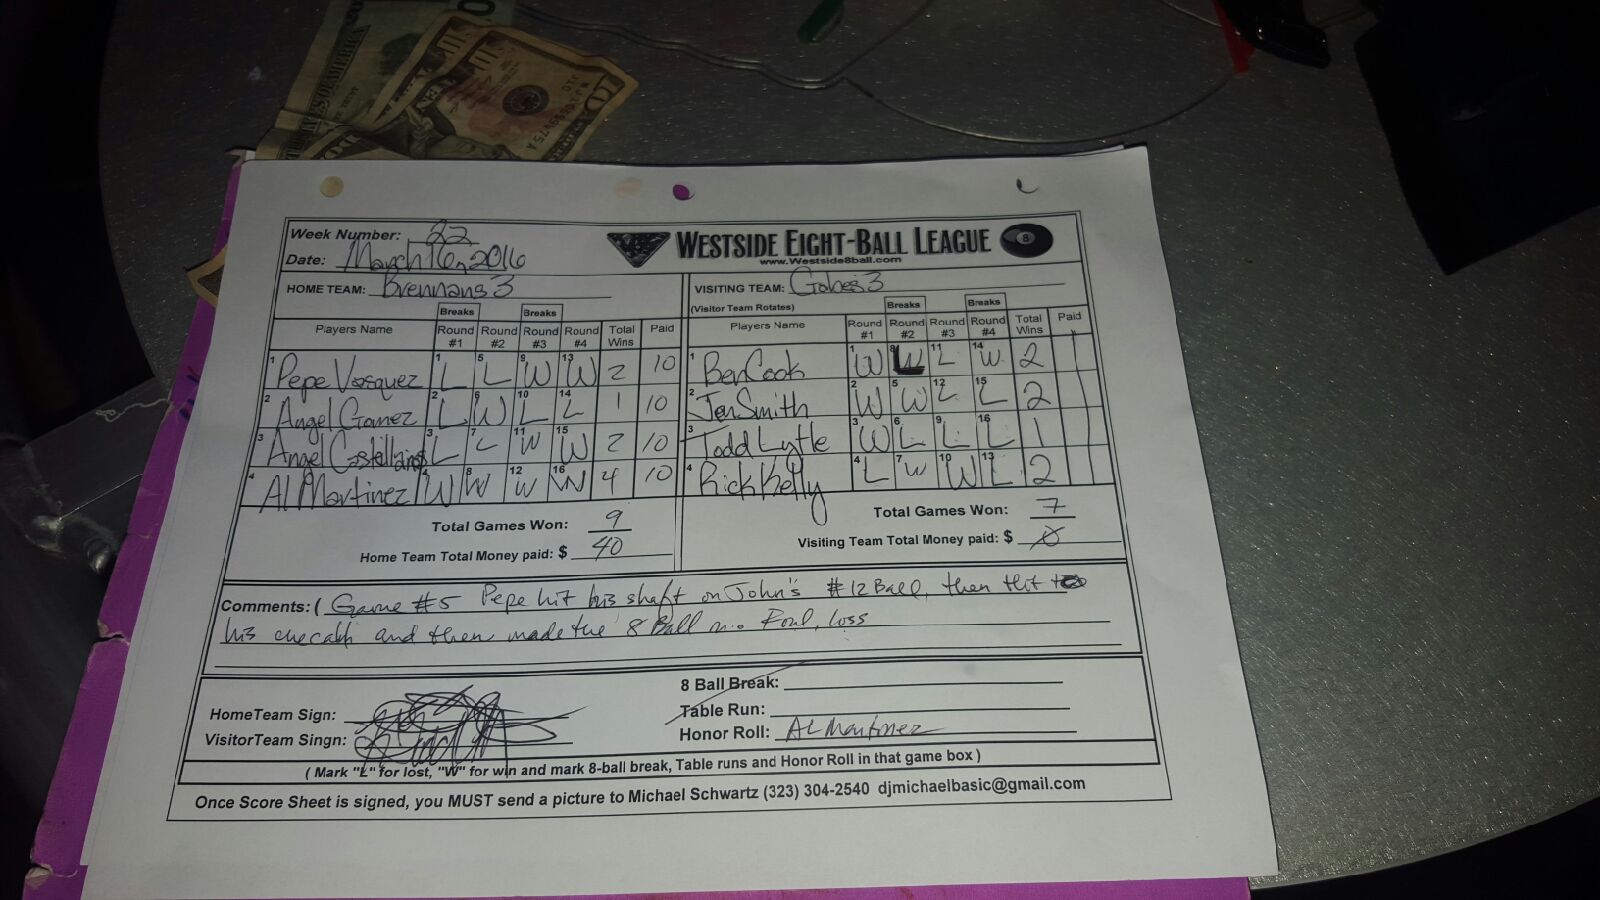 Week Number: 22
WESTSIDE EIGHT-BALL LEAGUE 8
Date: March 16, 2016
www.Westside8ball.com
HOME TEAM: Brennans 3
VISITING TEAM: Gabes 3
(Visitor Team Rotates)
Breaks Breaks
Breaks Breaks
Players Name Round #1 Round #2 Round #3 Round #4 Total Wins Paid
Players Name Round #1 Round #2 Round #3 Round #4 Total Wins Paid
1 Pepe Vasquez 1 L 5 L 9 W 13 W 2 10
1 Ben Cook 1 W 8 11 L 14 W 2
2 Angel Gomez 2 L 6 W 10 L 14 L 1 10
2 Jon Smith 2 W 5 W 12 L 15 L 2
3 Angel Castellanos 3 L 7 L 11 W 15 W 2 10
3 Todd Lytle 3 W 6 L 9 L 16 L 1
4 Al Martinez 4 W 8 W 12 W 16 W 4 10
4 Rick Kelly 4 L 7 W 10 W 13 L 2
Total Games Won: 9
Total Games Won: 7
Home Team Total Money paid: $ 40
Visiting Team Total Money paid: $ 0
Comments: ( Game #5 Pepe hit his shaft on John's #12 Ball, then Hit
his and then made the 8 Ball Foul, loss
8 Ball Break:
HomeTeam Sign:
Table Run:
VisitorTeam Singn:
Honor Roll: Al Martinez
( Mark "L" for lost, "W" for win and mark 8-ball break, Table runs and Honor Roll in that game box )
Once Score Sheet is signed, you MUST send a picture to Michael Schwartz (323) 304-2540 djmichaelbasic@gmail.com